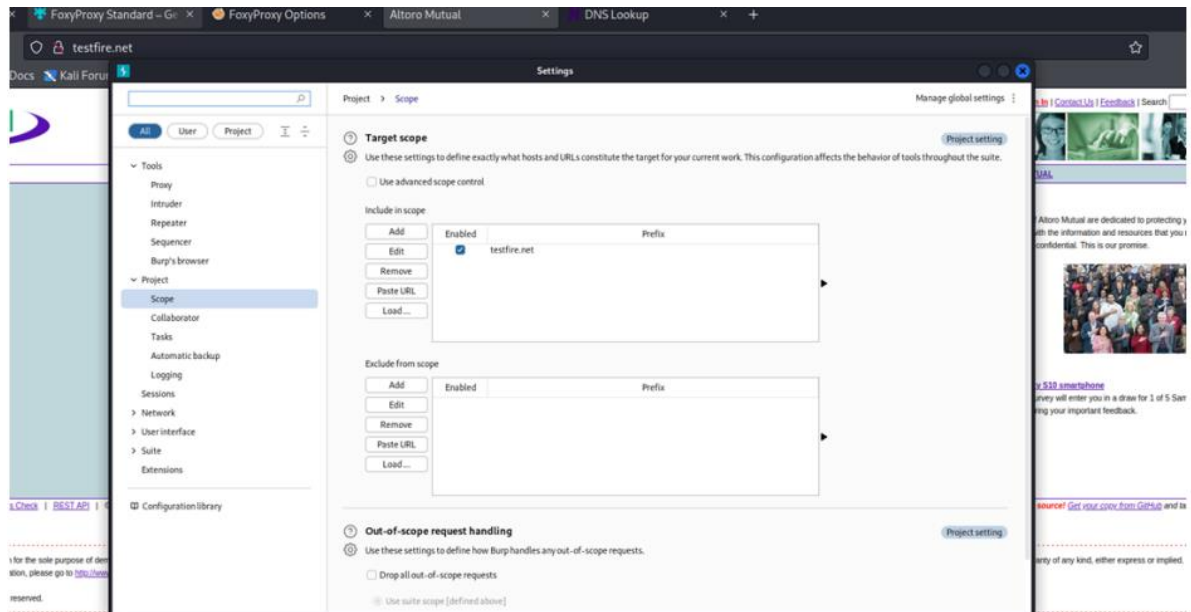 FoxyProxy Standard – Ge
FoxyProxy Options
Altoro Mutual
DNS Lookup
testfire.net
Docs
Kali Forum
Settings
Project > Scope
Manage global settings
All
User
Project
Tools
Proxy
Intruder
Repeater
Sequencer
Burp's browser
Project
Scope
Collaborator
Tasks
Automatic backup
Logging
Sessions
Network
User interface
Suite
Extensions
Configuration library
Target scope
Project setting
Use these settings to define exactly what hosts and URLs constitute the target for your current work. This configuration affects the behavior of tools throughout the suite.
Use advanced scope control
Include in scope
Add
Edit
Remove
Paste URL
Load...
Enabled
Prefix
testfire.net
Exclude from scope
Add
Edit
Remove
Paste URL
Load...
Enabled
Prefix
Out-of-scope request handling
Project setting
Use these settings to define how Burp handles any out-of-scope requests.
Drop all out-of-scope requests
Use suite scope [defined above]
In | Contact Us | Feedback | Search
UAL
Altoro Mutual are dedicated to protecting y
with the information and resources that you
confidential. This is our promise.
y S10 smartphone
urvey will enter you in a draw for 1 of 5 Sam
ring your important feedback.
s Check | REST API |
source! Get your copy from GitHub and ta
n for the sole purpose of dem
ation, please go to http://www
anty of any kind, either express or implied.
reserved.